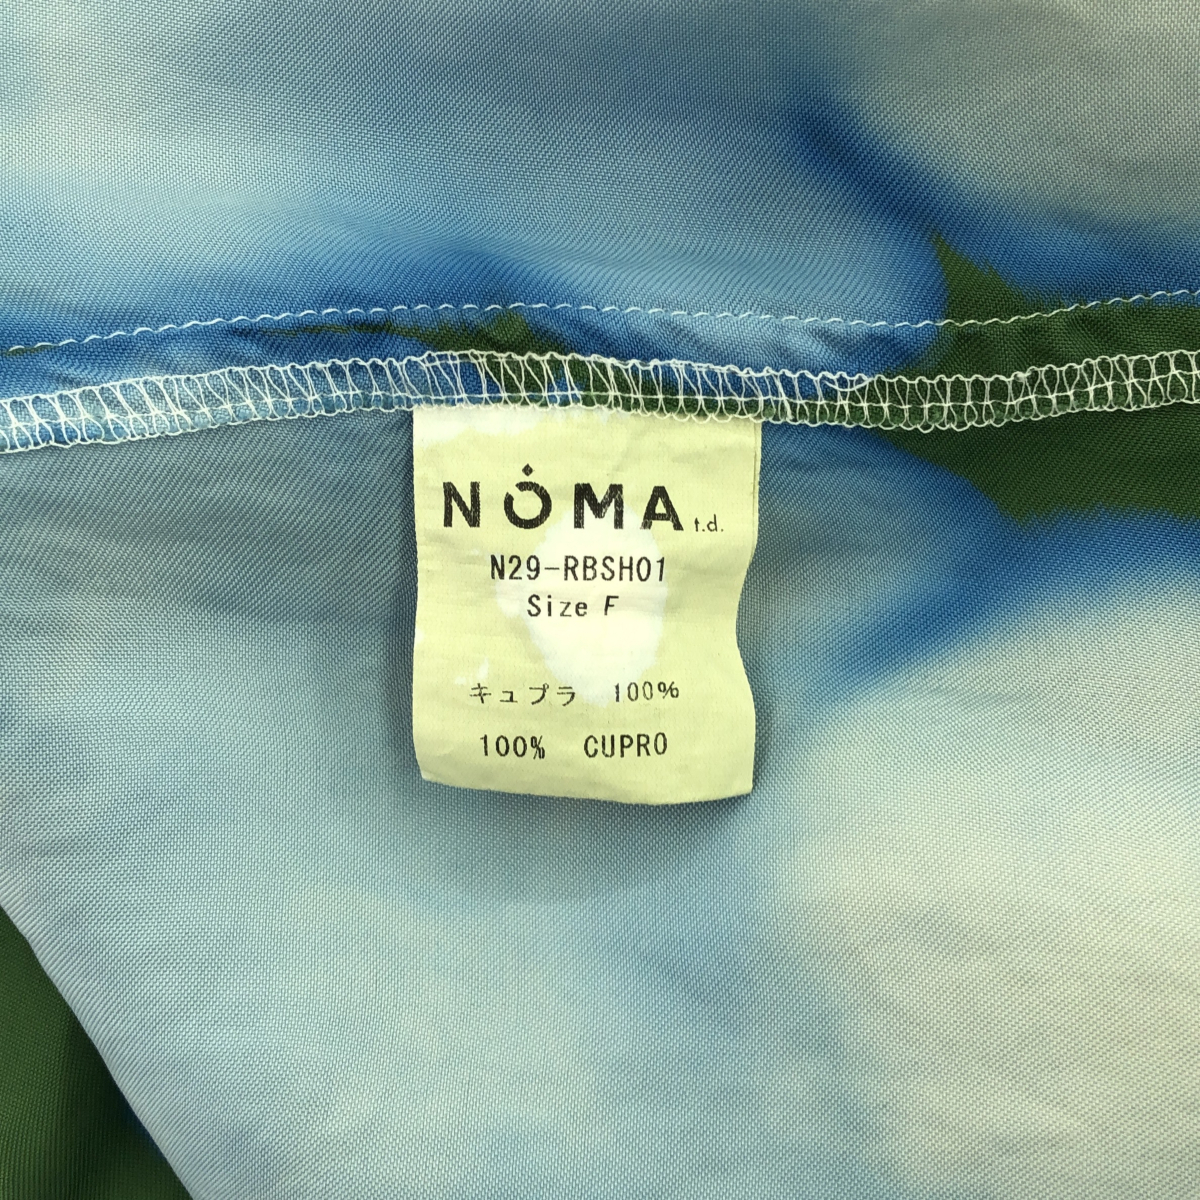 NOMA t.d.
N29-RBSH01
Size F
キュプラ 100%
100% CUPRO